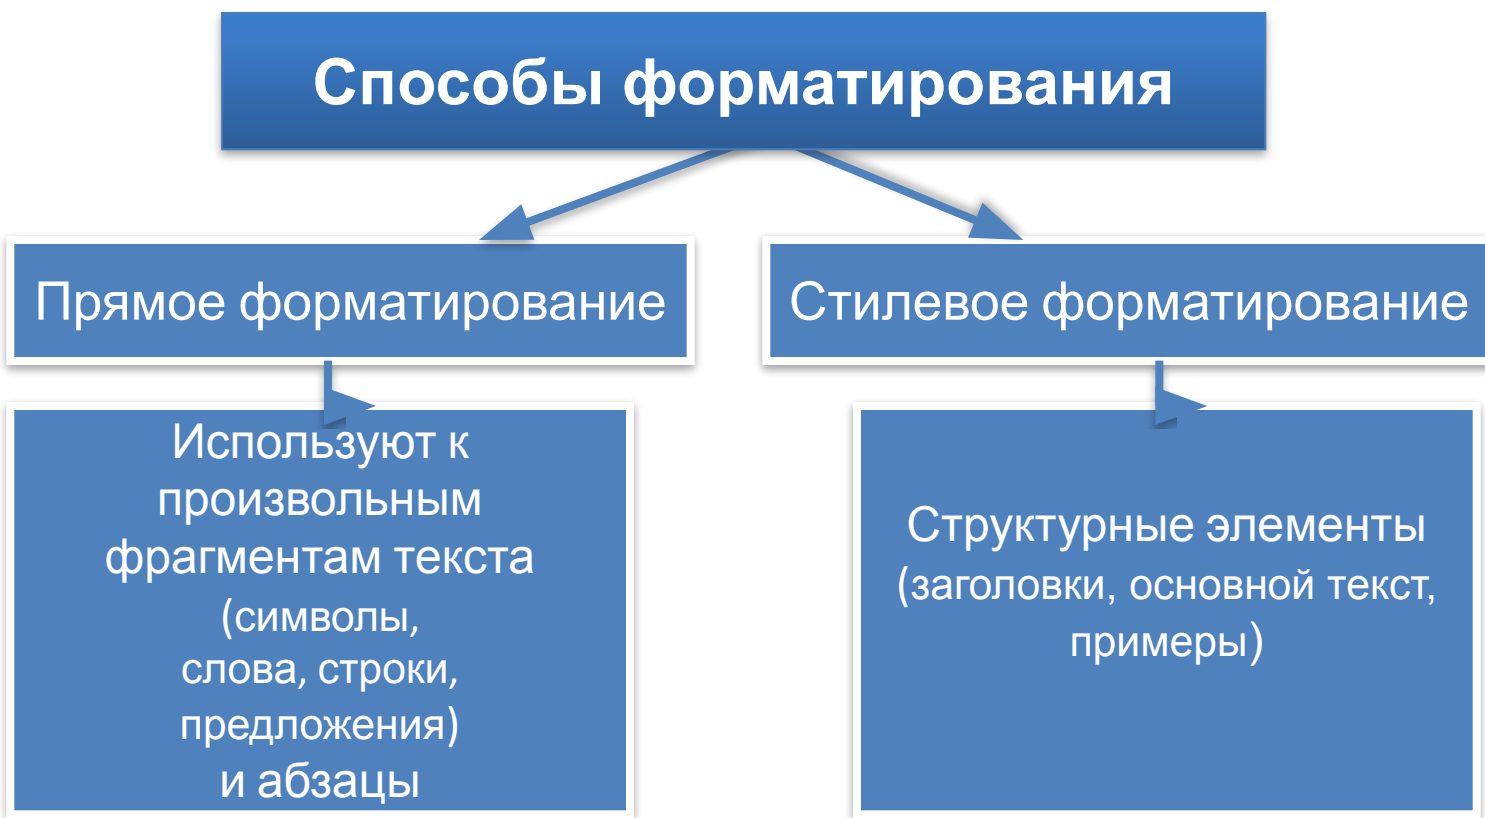 Способы форматирования
Прямое форматирование
Стилевое форматирование
Используют к
произвольным
фрагментам текста
(символы,
слова, строки,
предложения)
и абзацы
Структурные элементы
(заголовки, основной текст,
примеры)